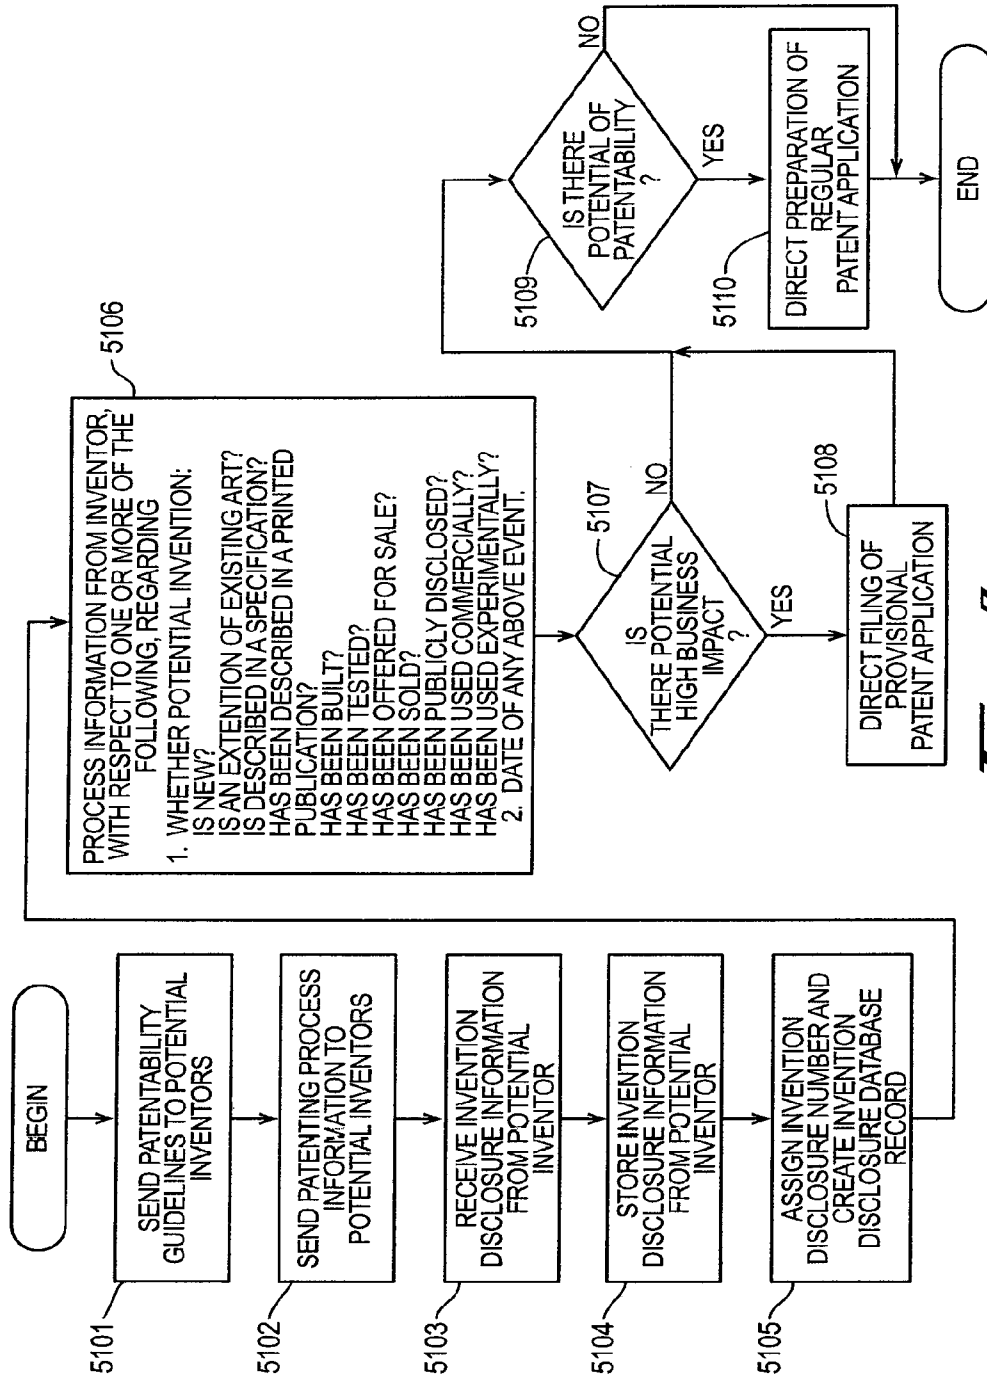 BEGIN
5101
SEND PATENTABILITY
GUIDELINES TO POTENTIAL
INVENTORS
5102
SEND PATENTING PROCESS
INFORMATION TO
POTENTIAL INVENTORS
5103
RECEIVE INVENTION
DISCLOSURE INFORMATION
FROM POTENTIAL
INVENTOR
5104
STORE INVENTION
DISCLOSURE INFORMATION
FROM POTENTIAL
INVENTOR
5105
ASSIGN INVENTION
DISCLOSURE NUMBER AND
CREATE INVENTION
DISCLOSURE DATABASE
RECORD
5106
PROCESS INFORMATION FROM INVENTOR,
WITH RESPECT TO ONE OR MORE OF THE
FOLLOWING, REGARDING
1. WHETHER POTENTIAL INVENTION:
IS NEW?
IS AN EXTENTION OF EXISTING ART?
IS DESCRIBED IN A SPECIFICATION?
HAS BEEN DESCRIBED IN A PRINTED
PUBLICATION?
HAS BEEN BUILT?
HAS BEEN TESTED?
HAS BEEN OFFERED FOR SALE?
HAS BEEN SOLD?
HAS BEEN PUBLICLY DISCLOSED?
HAS BEEN USED COMMERCIALLY?
HAS BEEN USED EXPERIMENTALLY?
2. DATE OF ANY ABOVE EVENT.
5107
IS
THERE POTENTIAL
HIGH BUSINESS
IMPACT
?
NO
YES
5108
DIRECT FILING OF
PROVISIONAL
PATENT APPLICATION
5109
IS THERE
POTENTIAL OF
PATENTABILITY
?
NO
YES
5110
DIRECT PREPARATION OF
REGULAR
PATENT APPLICATION
END